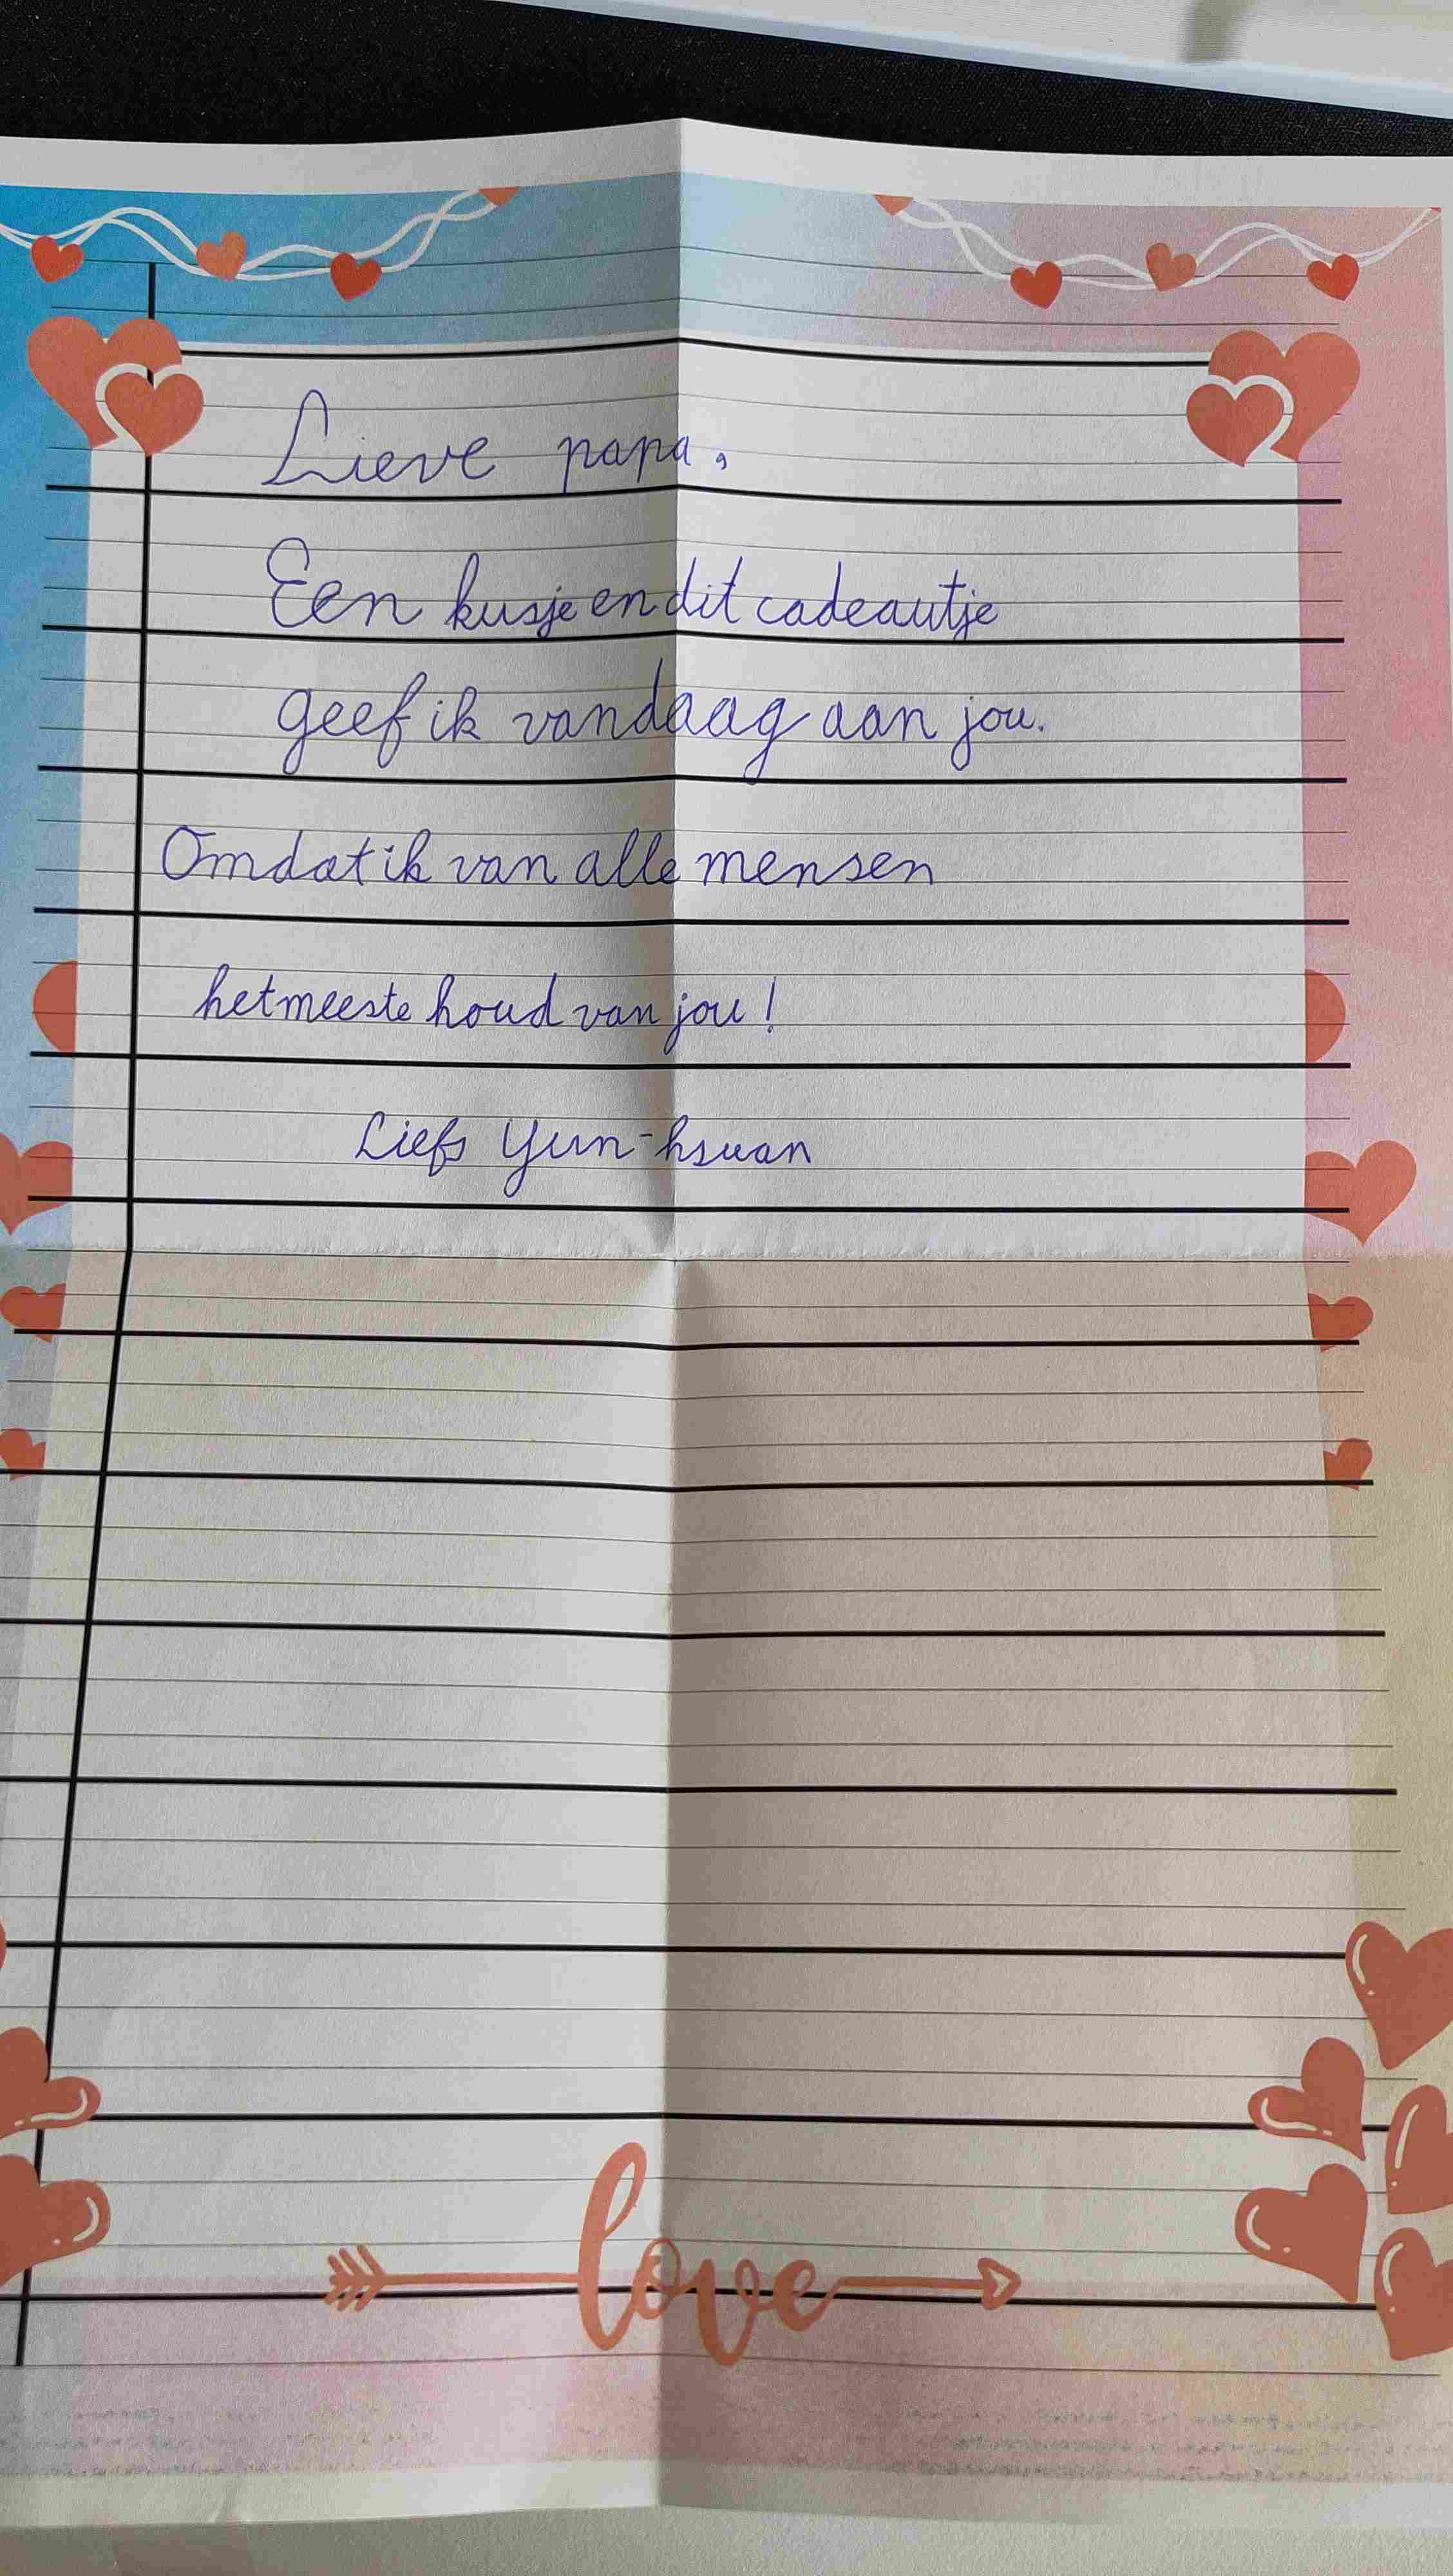 Lieve papa,
Een kusje en dit cadeautje
geef ik vandaag aan jou.
Omdat ik van alle mensen
het meeste houd van jou!
Liefs Yun-hsuan
love